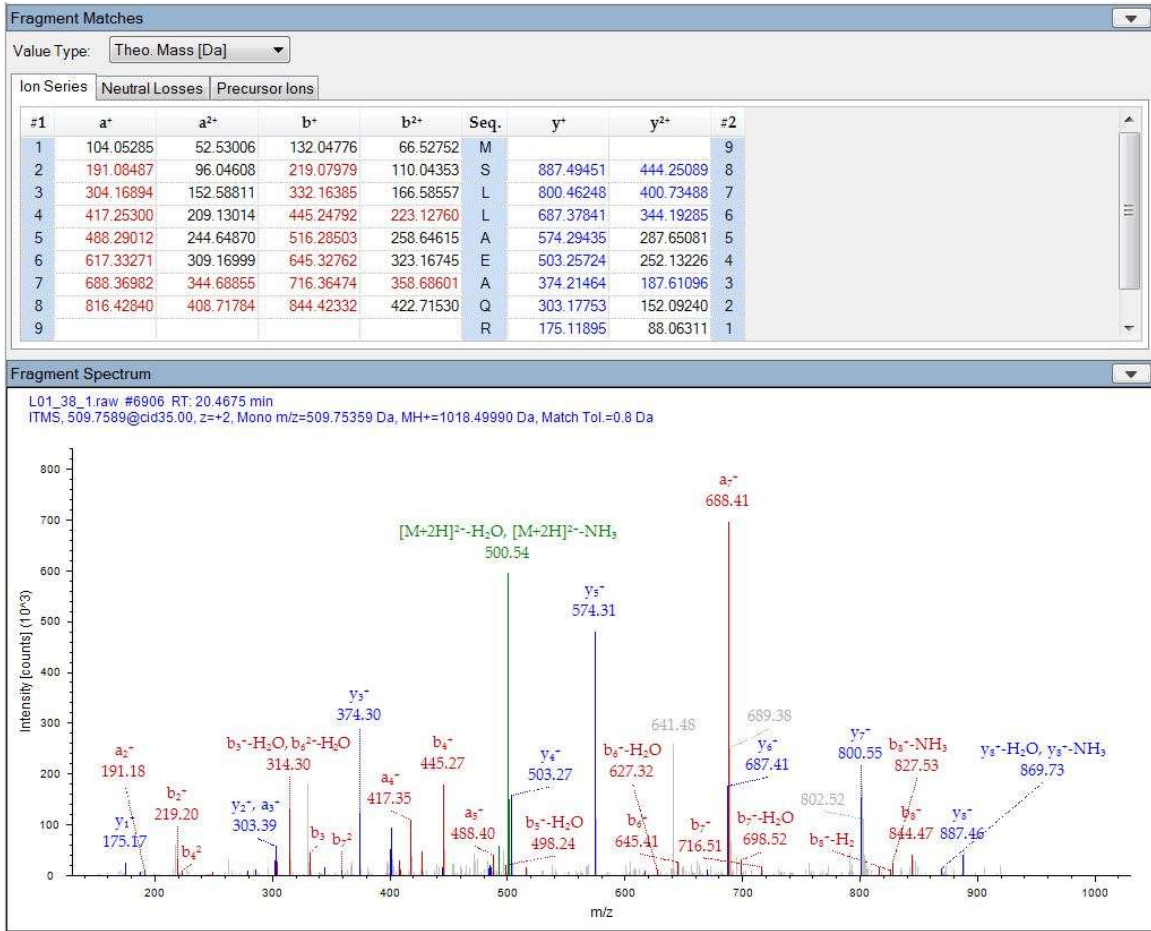 Fragment Matches
Value Type: Theo. Mass [Da]
Ion Series Neutral Losses Precursor Ions
#1 a⁺ a²⁺ b⁺ b²⁺ Seq. y⁺ y²⁺ #2
1 104.05285 52.53006 132.04776 66.52752 M 9
2 191.08487 96.04608 219.07979 110.04353 S 887.49451 444.25089 8
3 304.16894 152.58811 332.16385 166.58557 L 800.46248 400.73488 7
4 417.25300 209.13014 445.24792 223.12760 L 687.37841 344.19285 6
5 488.29012 244.64870 516.28503 258.64615 A 574.29435 287.65081 5
6 617.33271 309.16999 645.32762 323.16745 E 503.25724 252.13226 4
7 688.36982 344.68855 716.36474 358.68601 A 374.21464 187.61096 3
8 816.42840 408.71784 844.42332 422.71530 Q 303.17753 152.09240 2
9 R 175.11895 88.06311 1
Fragment Spectrum
L01_38_1.raw #6906 RT: 20.4675 min
ITMS, 509.7589@cid35.00, z=+2, Mono m/z=509.75359 Da, MH+=1018.49990 Da, Match Tol.=0.8 Da
800
700
600
500
400
300
200
100
0
Intensity [counts] (10^3)
a₇⁺
688.41
[M+2H]²⁺-H₂O, [M+2H]²⁺-NH₃
500.54
y₅⁺
574.31
y₃⁺
374.30
641.48
689.38
a₂⁺
191.18
b₃⁺-H₂O, b₆²⁺-H₂O
314.30
b₄⁺
445.27
y₄⁺
503.27
b₆⁺-H₂O
627.32
y₆⁺
687.41
y₇⁺
800.55
b₈⁺-NH₃
827.53
y₈⁺-H₂O, y₈⁺-NH₃
869.73
b₂⁺
219.20
a₄⁺
417.35
802.52
y₁⁺
175.17
y₂⁺, a₃⁺
303.39
a₅⁺
488.40
b₅⁺-H₂O
498.24
b₆⁺
645.41
b₇⁺
716.51
b₇⁺-H₂O
698.52
b₈⁺
844.47
y₈⁺
887.46
b₄²
b₃
b₇²
b₈⁺-H₂
200 300 400 500 600 700 800 900 1000
m/z